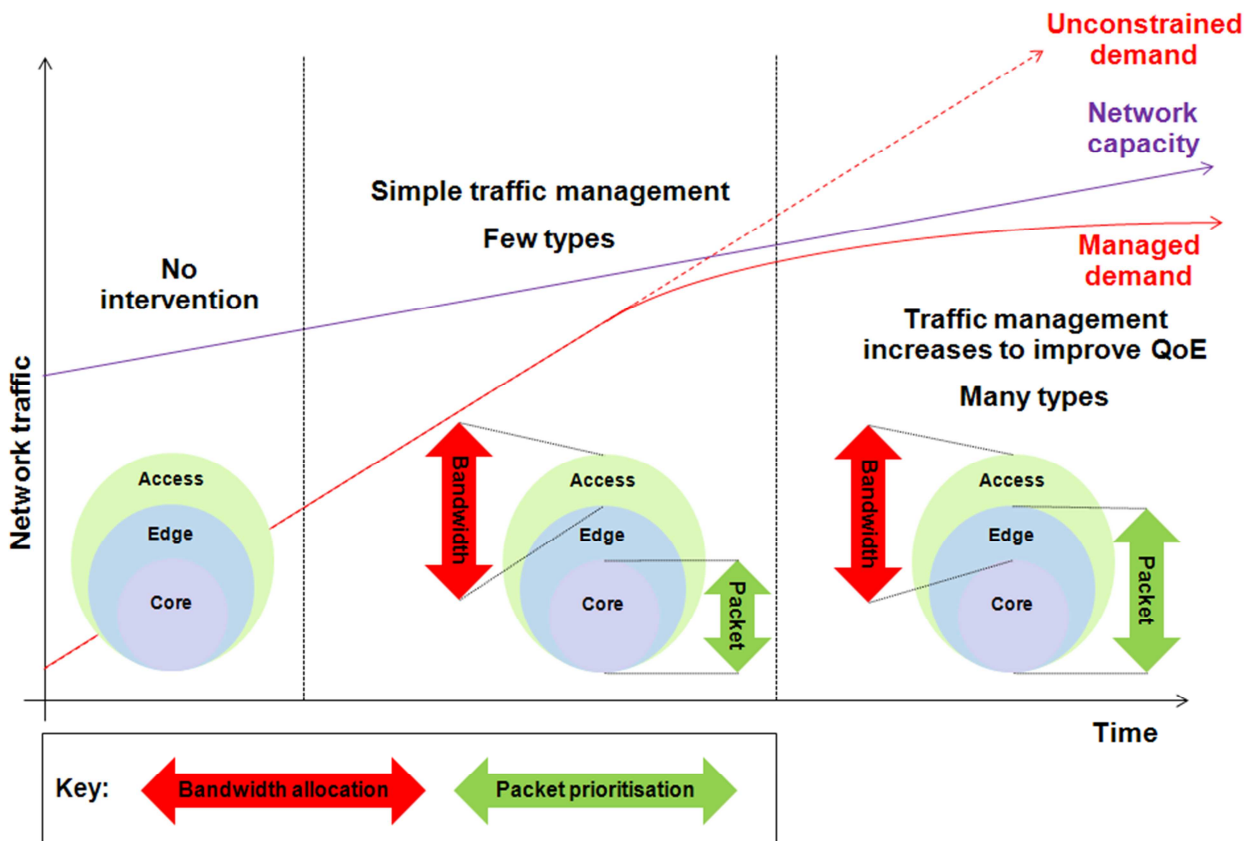 Unconstrained
demand
Network
capacity
Simple traffic management
Few types
No
intervention
Managed
demand
Traffic management
increases to improve QoE
Many types
Network traffic
Access
Edge
Core
Bandwidth
Access
Edge
Core
Packet
Bandwidth
Access
Edge
Core
Packet
Time
Key:
Bandwidth allocation
Packet prioritisation